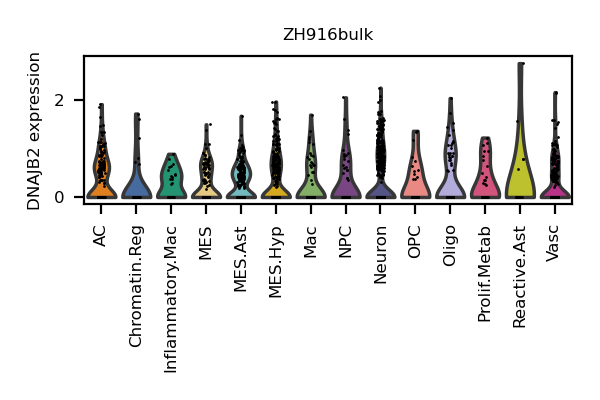 ZH916bulk
DNAJB2 expression
2
0
AC
Chromatin.Reg
Inflammatory.Mac
MES
MES.Ast
MES.Hyp
Mac
NPC
Neuron
OPC
Oligo
Prolif.Metab
Reactive.Ast
Vasc